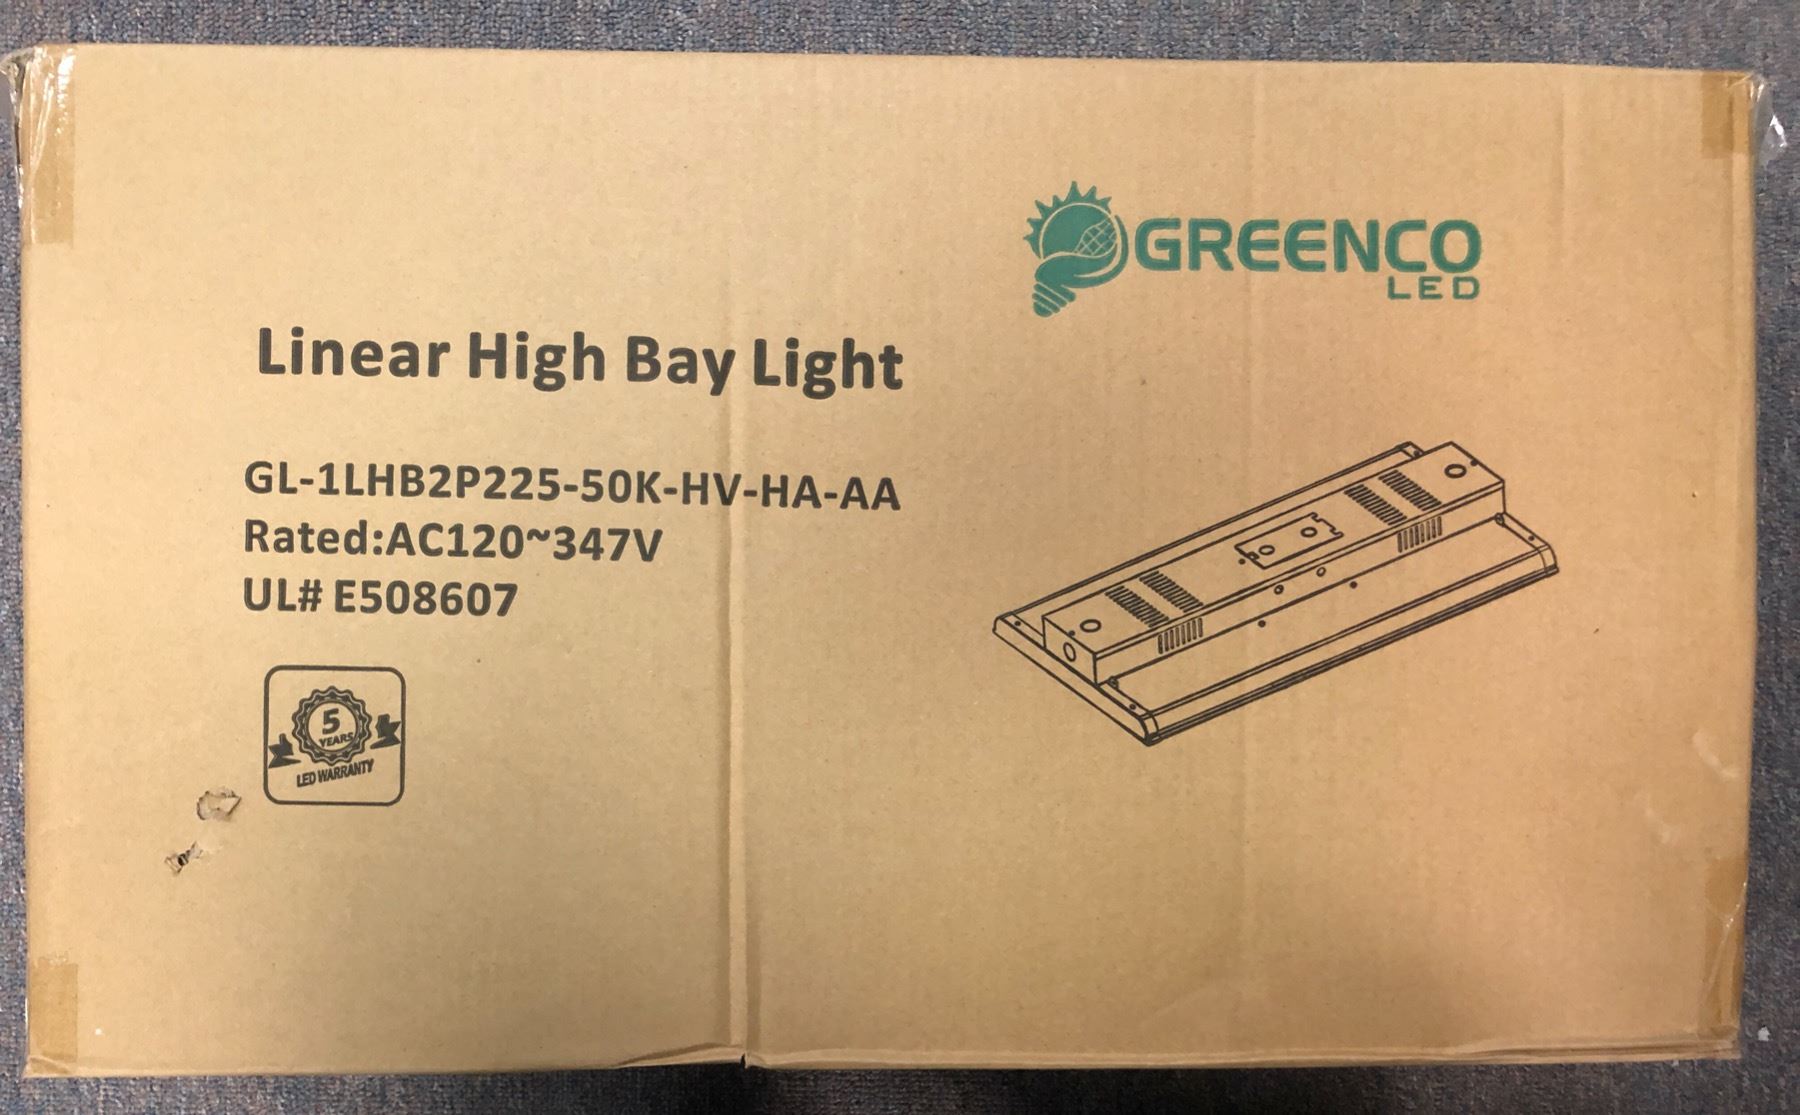 GREENCO
LED
Linear High Bay Light
GL-1LHB2P225-50K-HV-HA-AA
Rated:AC120~347V
UL# E508607
5
YEARS
LED WARRANTY